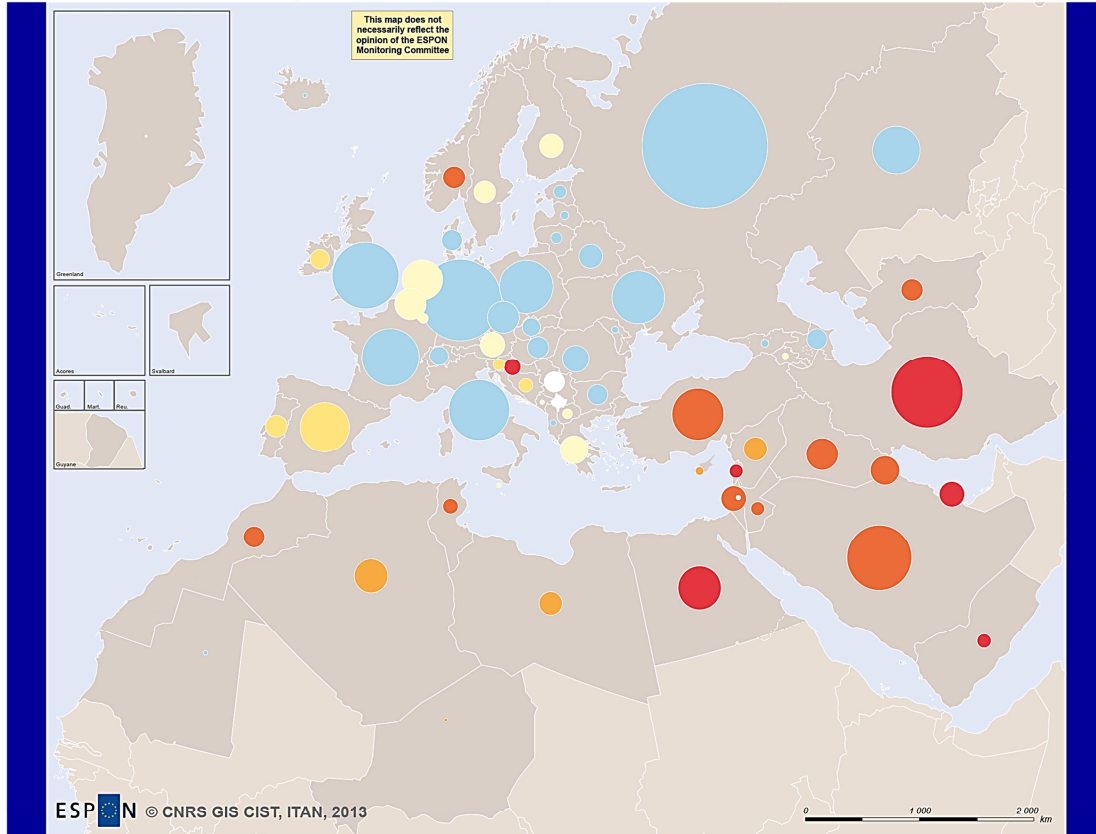 This map does not
necessarily reflect the
opinion of the ESPON
Monitoring Committee
Greenland
Acores
Svalbard
Guad.
Mart.
Reu.
Guyane
ESPON © CNRS GIS CIST, ITAN, 2013
0 1 000 2 000
km